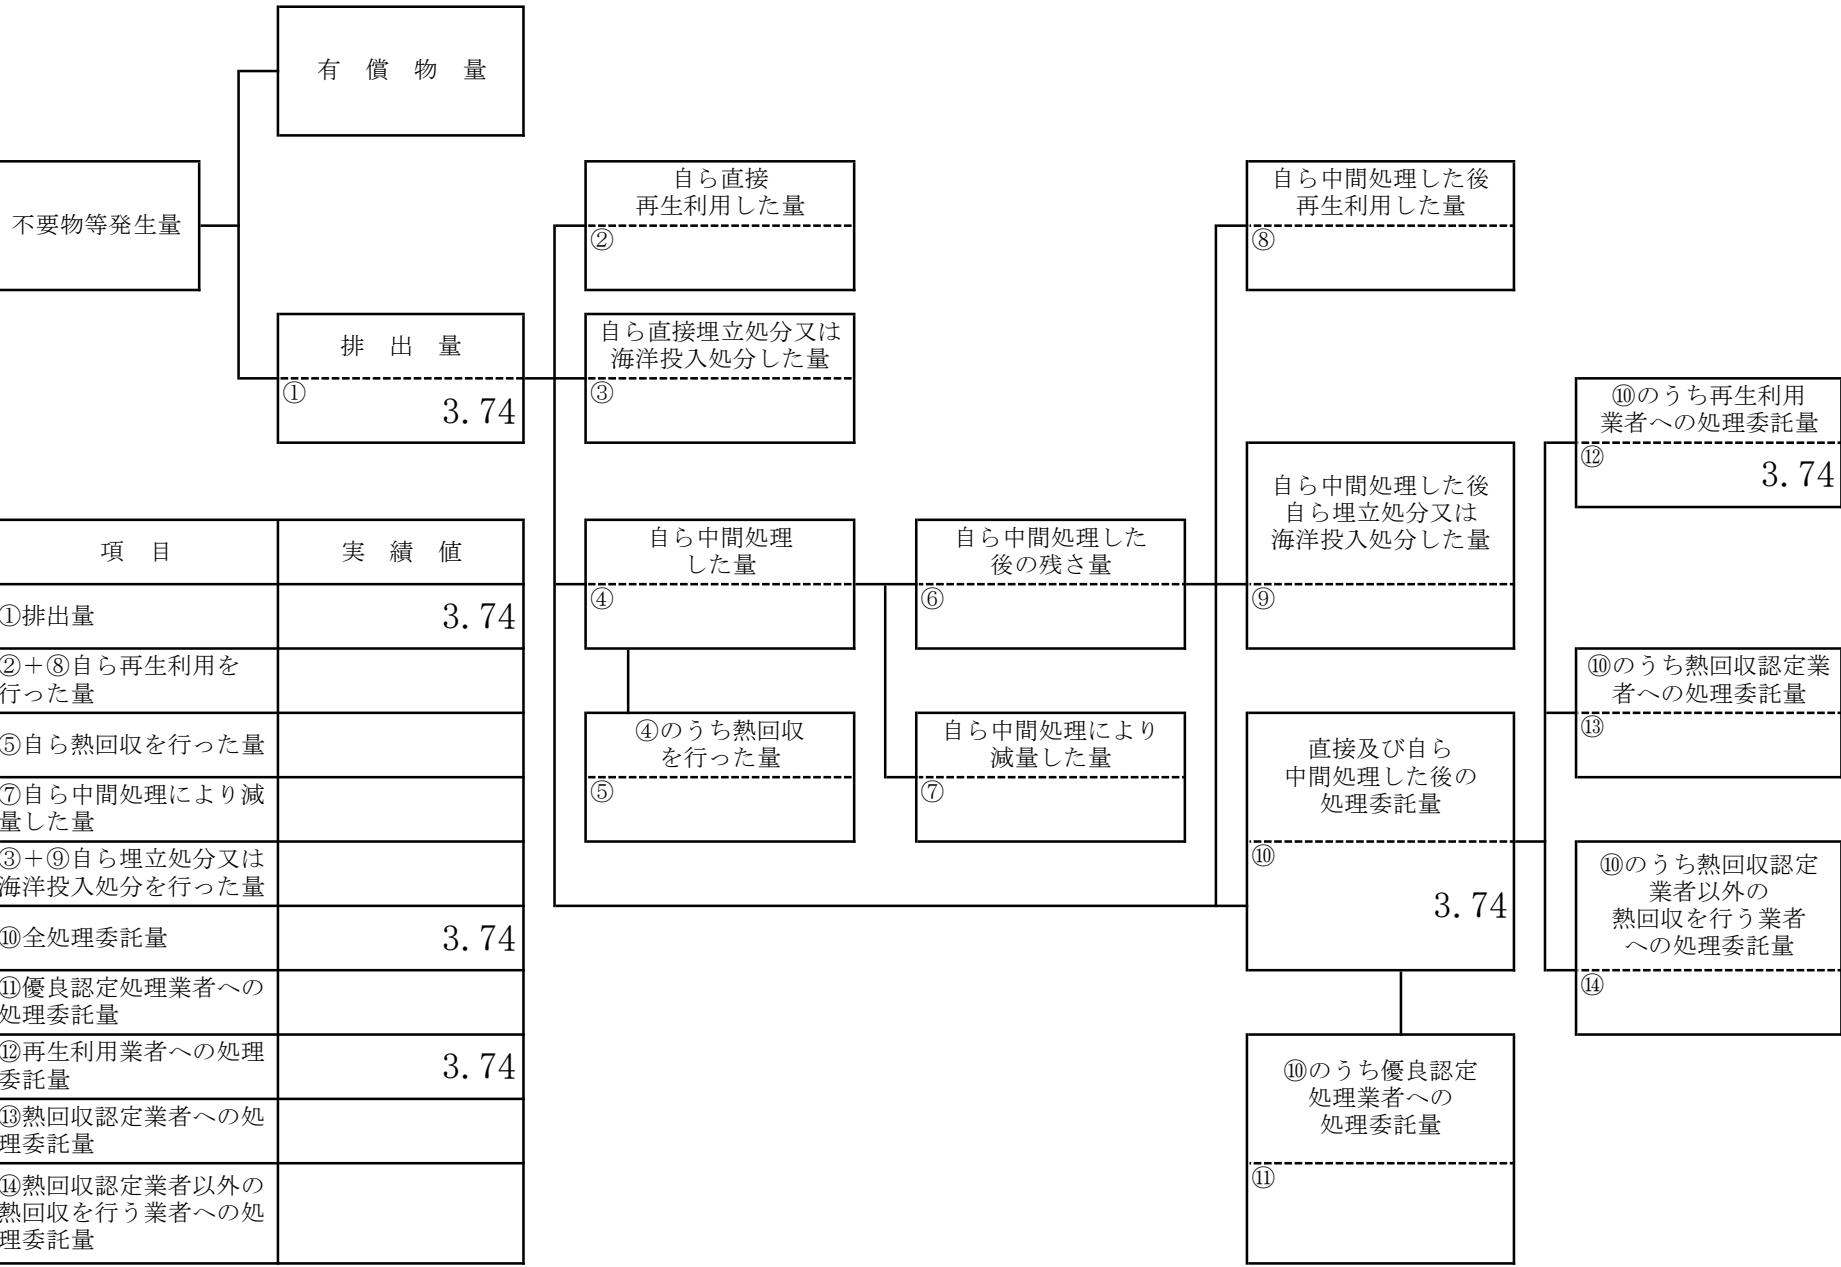 有　償　物　量
不要物等発生量
排　出　量
①
3.74
自ら直接
再生利用した量
②
自ら直接埋立処分又は
海洋投入処分した量
③
自ら中間処理
した量
④
④のうち熱回収
を行った量
⑤
自ら中間処理した
後の残さ量
⑥
自ら中間処理により
減量した量
⑦
自ら中間処理した後
再生利用した量
⑧
自ら中間処理した後
自ら埋立処分又は
海洋投入処分した量
⑨
直接及び自ら
中間処理した後の
処理委託量
⑩
3.74
⑩のうち優良認定
処理業者への
処理委託量
⑪
⑩のうち再生利用
業者への処理委託量
⑫
3.74
⑩のうち熱回収認定業
者への処理委託量
⑬
⑩のうち熱回収認定
業者以外の
熱回収を行う業者
への処理委託量
⑭
項　目
実　績　値
①排出量
3.74
②＋⑧自ら再生利用を
行った量
⑤自ら熱回収を行った量
⑦自ら中間処理により減
量した量
③＋⑨自ら埋立処分又は
海洋投入処分を行った量
⑩全処理委託量
3.74
⑪優良認定処理業者への
処理委託量
⑫再生利用業者への処理
委託量
3.74
⑬熱回収認定業者への処
理委託量
⑭熱回収認定業者以外の
熱回収を行う業者への処
理委託量